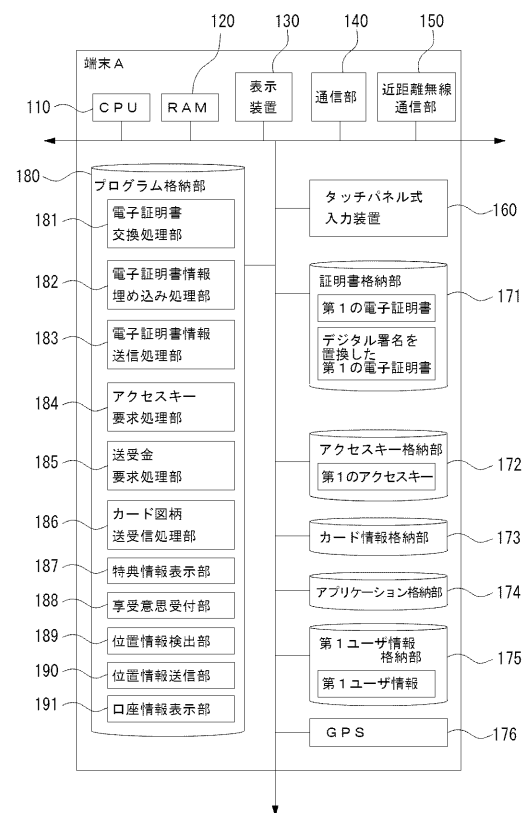 130
140
150
120
端末A
表示
装置
通信部
近距離無線
通信部
110
CPU
RAM
180
プログラム格納部
181
電子証明書
交換処理部
182
電子証明書情報
埋め込み処理部
183
電子証明書情報
送信処理部
184
アクセスキー
要求処理部
185
送受金
要求処理部
186
カード図柄
送受信処理部
187
特典情報表示部
188
享受意思受付部
189
位置情報検出部
190
位置情報送信部
191
口座情報表示部
タッチパネル式
入力装置
160
証明書格納部
第1の電子証明書
デジタル署名を
置換した
第1の電子証明書
171
アクセスキー格納部
第1のアクセスキー
172
カード情報格納部
173
アプリケーション格納部
174
第1ユーザ情報
格納部
第1ユーザ情報
175
GPS
176